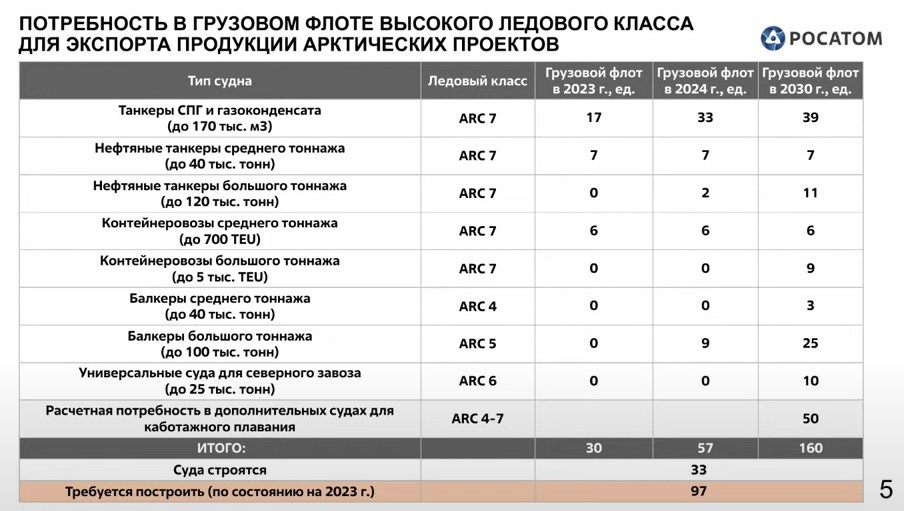 ПОТРЕБНОСТЬ В ГРУЗОВОМ ФЛОТЕ ВЫСОКОГО ЛЕДОВОГО КЛАССА
ДЛЯ ЭКСПОРТА ПРОДУКЦИИ АРКТИЧЕСКИХ ПРОЕКТОВ
РОСАТОМ
Тип судна Ледовый класс Грузовой флот в 2023 г., ед. Грузовой флот в 2024 г., ед. Грузовой флот в 2030 г., ед.
Танкеры СПГ и газоконденсата
(до 170 тыс. м3) ARC 7 17 33 39
Нефтяные танкеры среднего тоннажа
(до 40 тыс. тонн) ARC 7 7 7 7
Нефтяные танкеры большого тоннажа
(до 120 тыс. тонн) ARC 7 0 2 11
Контейнеровозы среднего тоннажа
(до 700 TEU) ARC 7 6 6 6
Контейнеровозы большого тоннажа
(до 5 тыс. TEU) ARC 7 0 0 9
Балкеры среднего тоннажа
(до 40 тыс. тонн) ARC 4 0 0 3
Балкеры большого тоннажа
(до 100 тыс. тонн) ARC 5 0 9 25
Универсальные суда для северного завоза
(до 25 тыс. тонн) ARC 6 0 0 10
Расчетная потребность в дополнительных судах для
каботажного плавания ARC 4-7 50
ИТОГО: 30 57 160
Суда строятся 33
Требуется построить (по состоянию на 2023 г.) 97
5